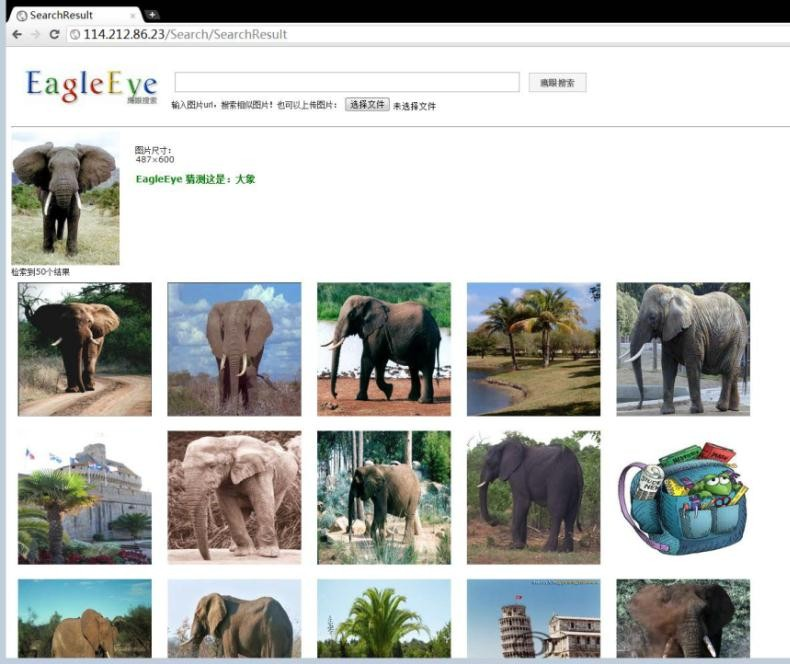 SearchResult
114.212.86.23/Search/SearchResult
EagleEye
鹰眼搜索
鹰眼搜索
输入图片url，搜索相似图片！也可以上传图片：
选择文件
未选择文件
图片尺寸：
487×600
EagleEye 猜测这是：大象
检索到50个结果